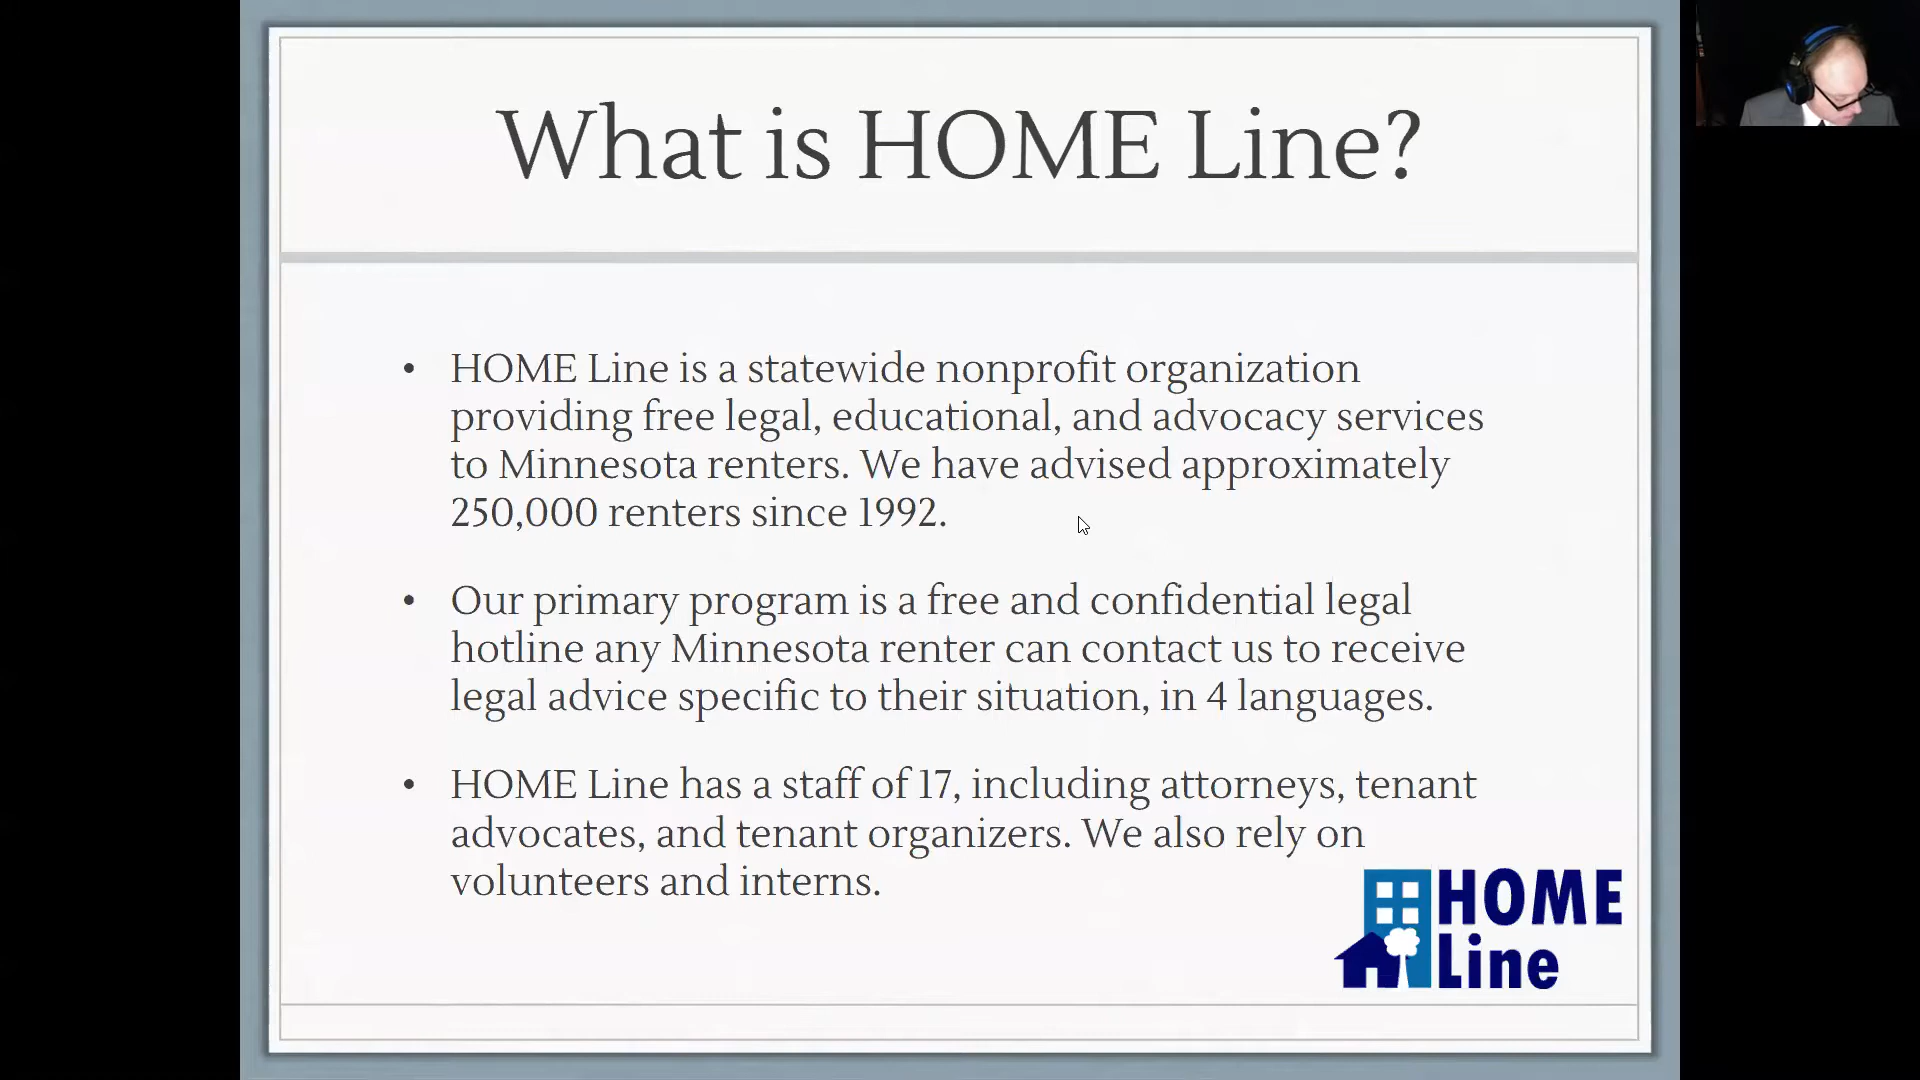 What is HOME Line?
• HOME Line is a statewide nonprofit organization
providing free legal, educational, and advocacy services
to Minnesota renters. We have advised approximately
250,000 renters since 1992.
• Our primary program is a free and confidential legal
hotline any Minnesota renter can contact us to receive
legal advice specific to their situation, in 4 languages.
• HOME Line has a staff of 17, including attorneys, tenant
advocates, and tenant organizers. We also rely on
volunteers and interns.
HOME
Line